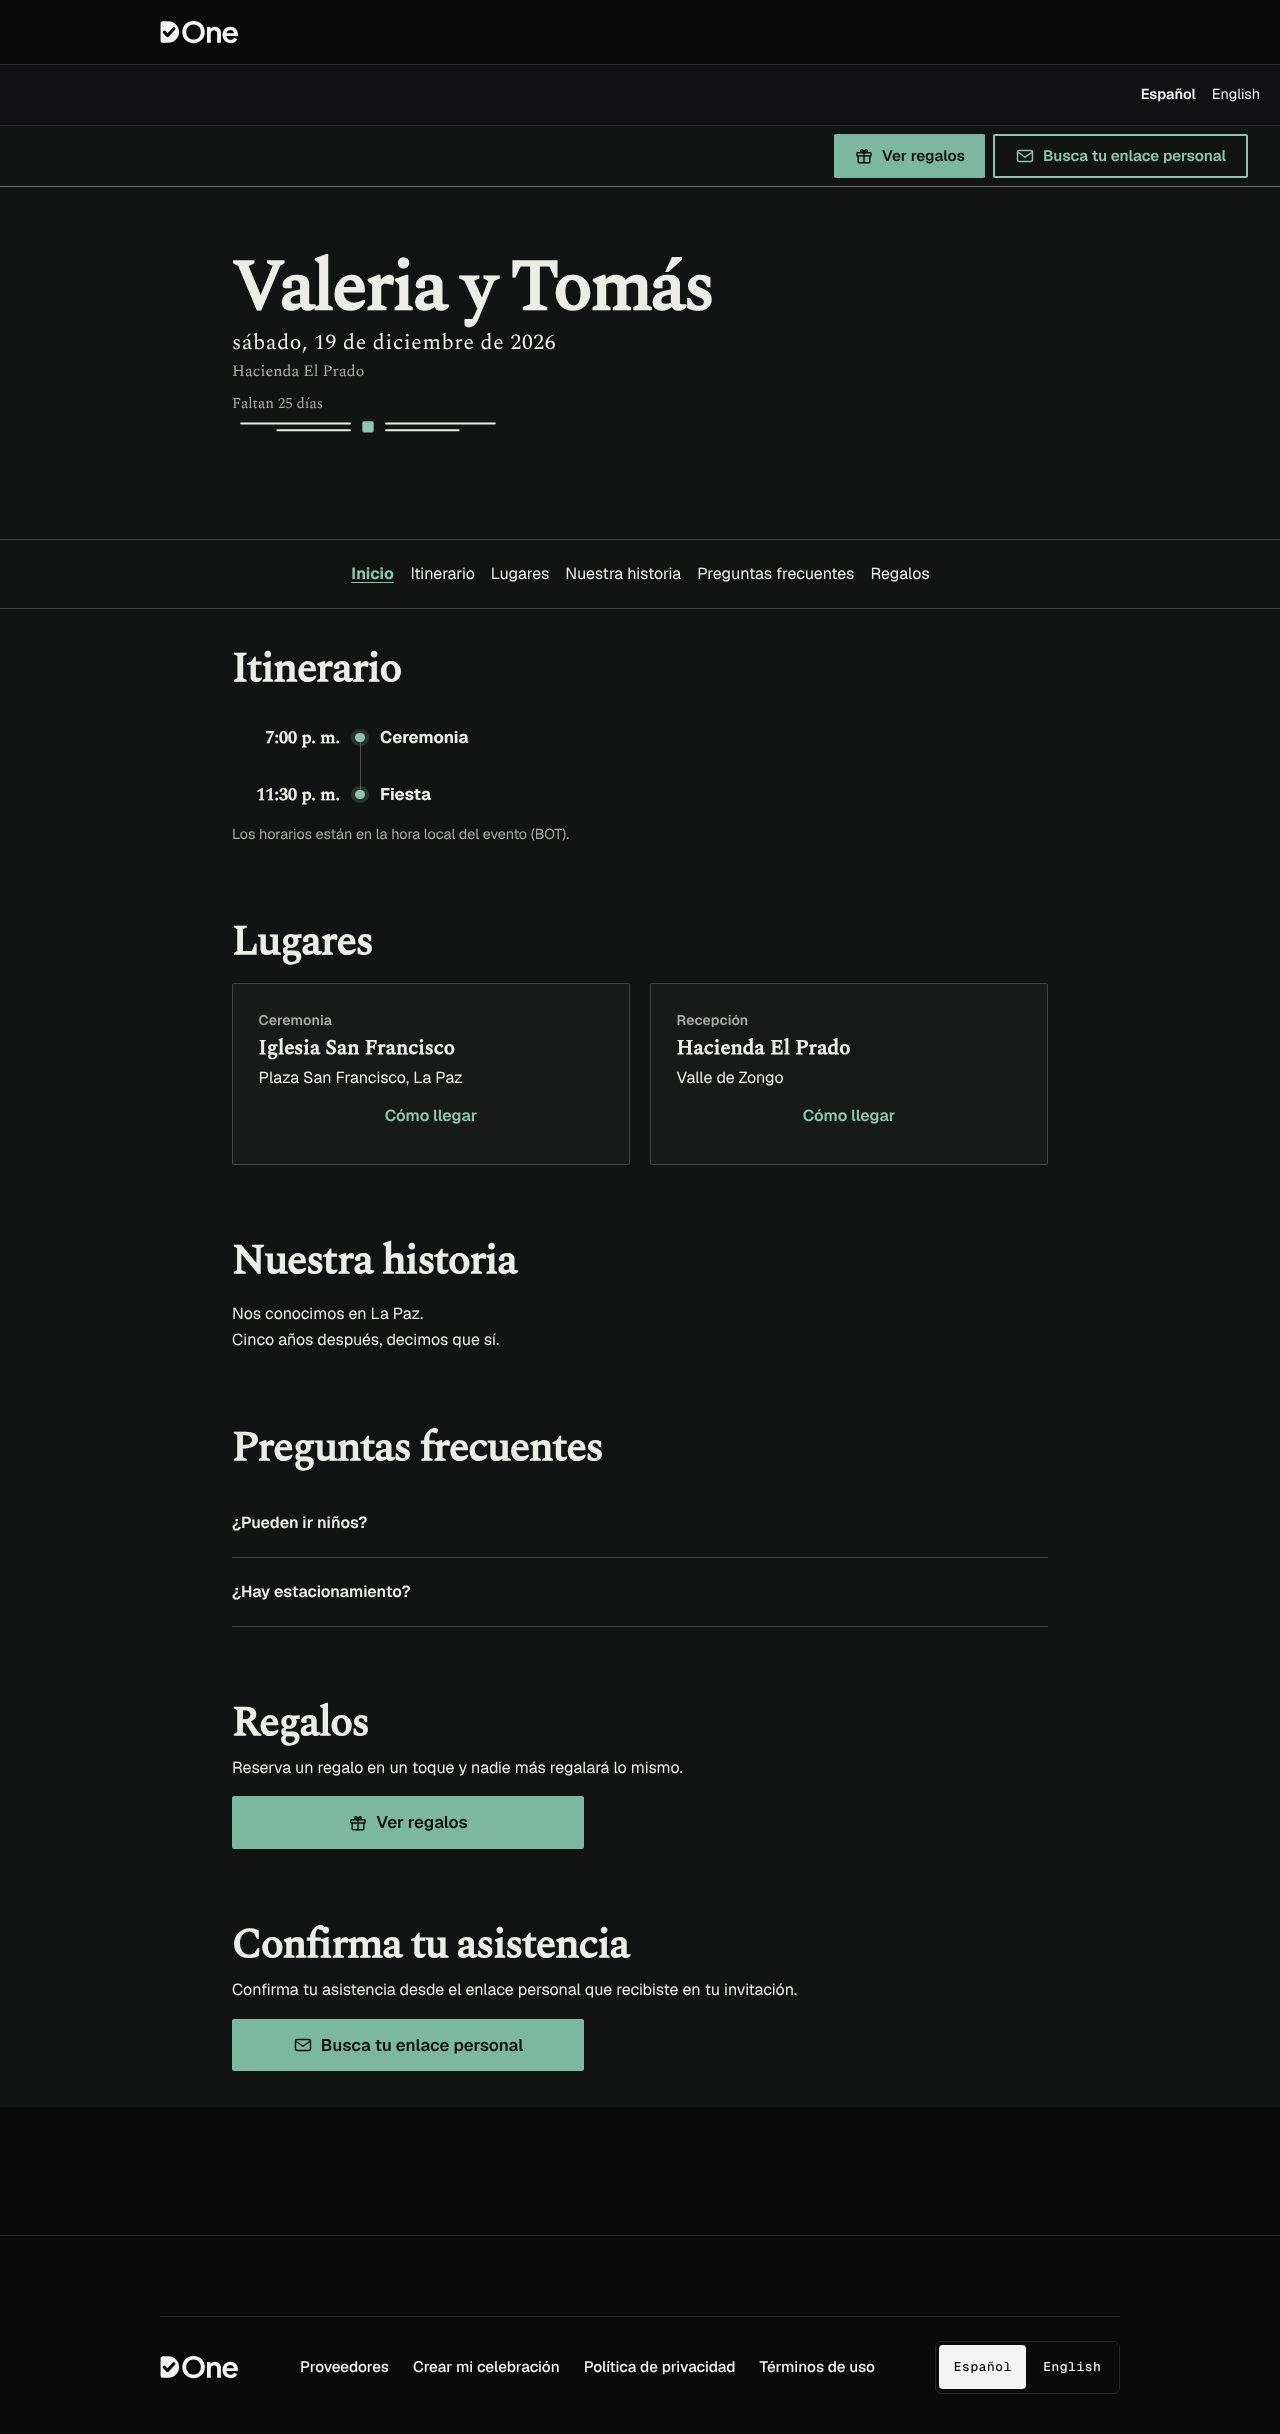 One
Español English
Ver regalos Busca tu enlace personal
Valeria y Tomás
sábado, 19 de diciembre de 2026
Hacienda El Prado
Faltan 25 días
Inicio Itinerario Lugares Nuestra historia Preguntas frecuentes Regalos
Itinerario
7:00 p. m. Ceremonia
11:30 p. m. Fiesta
Los horarios están en la hora local del evento (BOT).
Lugares
Ceremonia
Iglesia San Francisco
Plaza San Francisco, La Paz
Cómo llegar
Recepción
Hacienda El Prado
Valle de Zongo
Cómo llegar
Nuestra historia
Nos conocimos en La Paz.
Cinco años después, decimos que sí.
Preguntas frecuentes
¿Pueden ir niños?
¿Hay estacionamiento?
Regalos
Reserva un regalo en un toque y nadie más regalará lo mismo.
Ver regalos
Confirma tu asistencia
Confirma tu asistencia desde el enlace personal que recibiste en tu invitación.
Busca tu enlace personal
One Proveedores Crear mi celebración Política de privacidad Términos de uso Español English